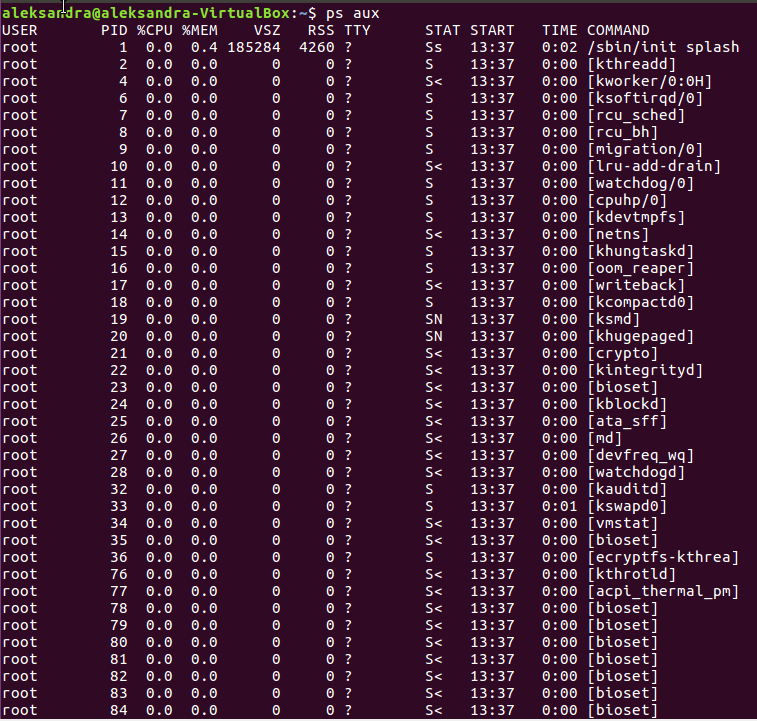 aleksandra@aleksandra-VirtualBox:~$ ps aux
USER PID %CPU %MEM VSZ RSS TTY STAT START TIME COMMAND
root 1 0.0 0.4 185284 4260 ? Ss 13:37 0:02 /sbin/init splash
root 2 0.0 0.0 0 0 ? S 13:37 0:00 [kthreadd]
root 4 0.0 0.0 0 0 ? S< 13:37 0:00 [kworker/0:0H]
root 6 0.0 0.0 0 0 ? S 13:37 0:00 [ksoftirqd/0]
root 7 0.0 0.0 0 0 ? S 13:37 0:00 [rcu_sched]
root 8 0.0 0.0 0 0 ? S 13:37 0:00 [rcu_bh]
root 9 0.0 0.0 0 0 ? S 13:37 0:00 [migration/0]
root 10 0.0 0.0 0 0 ? S< 13:37 0:00 [lru-add-drain]
root 11 0.0 0.0 0 0 ? S 13:37 0:00 [watchdog/0]
root 12 0.0 0.0 0 0 ? S 13:37 0:00 [cpuhp/0]
root 13 0.0 0.0 0 0 ? S 13:37 0:00 [kdevtmpfs]
root 14 0.0 0.0 0 0 ? S< 13:37 0:00 [netns]
root 15 0.0 0.0 0 0 ? S 13:37 0:00 [khungtaskd]
root 16 0.0 0.0 0 0 ? S 13:37 0:00 [oom_reaper]
root 17 0.0 0.0 0 0 ? S< 13:37 0:00 [writeback]
root 18 0.0 0.0 0 0 ? S 13:37 0:00 [kcompactd0]
root 19 0.0 0.0 0 0 ? SN 13:37 0:00 [ksmd]
root 20 0.0 0.0 0 0 ? SN 13:37 0:00 [khugepaged]
root 21 0.0 0.0 0 0 ? S< 13:37 0:00 [crypto]
root 22 0.0 0.0 0 0 ? S< 13:37 0:00 [kintegrityd]
root 23 0.0 0.0 0 0 ? S< 13:37 0:00 [bioset]
root 24 0.0 0.0 0 0 ? S< 13:37 0:00 [kblockd]
root 25 0.0 0.0 0 0 ? S< 13:37 0:00 [ata_sff]
root 26 0.0 0.0 0 0 ? S< 13:37 0:00 [md]
root 27 0.0 0.0 0 0 ? S< 13:37 0:00 [devfreq_wq]
root 28 0.0 0.0 0 0 ? S< 13:37 0:00 [watchdogd]
root 32 0.0 0.0 0 0 ? S 13:37 0:00 [kauditd]
root 33 0.0 0.0 0 0 ? S 13:37 0:01 [kswapd0]
root 34 0.0 0.0 0 0 ? S< 13:37 0:00 [vmstat]
root 35 0.0 0.0 0 0 ? S< 13:37 0:00 [bioset]
root 36 0.0 0.0 0 0 ? S 13:37 0:00 [ecryptfs-kthrea]
root 76 0.0 0.0 0 0 ? S< 13:37 0:00 [kthrotld]
root 77 0.0 0.0 0 0 ? S< 13:37 0:00 [acpi_thermal_pm]
root 78 0.0 0.0 0 0 ? S< 13:37 0:00 [bioset]
root 79 0.0 0.0 0 0 ? S< 13:37 0:00 [bioset]
root 80 0.0 0.0 0 0 ? S< 13:37 0:00 [bioset]
root 81 0.0 0.0 0 0 ? S< 13:37 0:00 [bioset]
root 82 0.0 0.0 0 0 ? S< 13:37 0:00 [bioset]
root 83 0.0 0.0 0 0 ? S< 13:37 0:00 [bioset]
root 84 0.0 0.0 0 0 ? S< 13:37 0:00 [bioset]